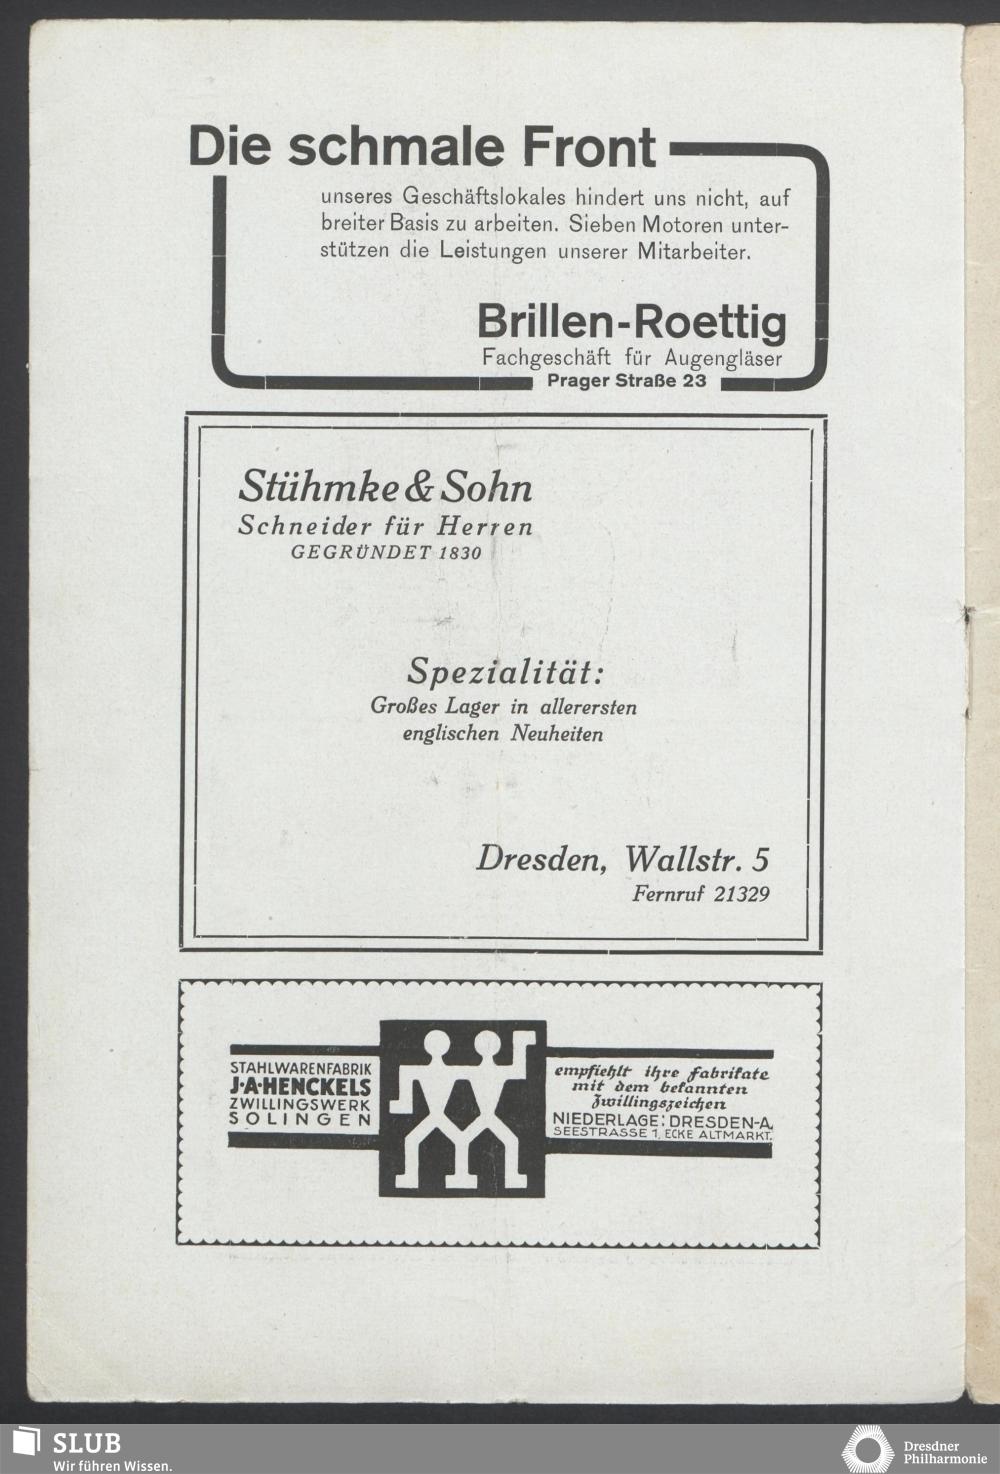 Die schmale Front
unseres Geschäftslokales hindert uns nicht, auf
breiter Basis zu arbeiten. Sieben Motoren unter-
stützen die Leistungen unserer Mitarbeiter.
Brillen-Roettig
Fachgeschäft für Augengläser
Prager Straße 23
Stühmke & Sohn
Schneider für Herren
GEGRÜNDET 1830
Spezialität:
Großes Lager in allerersten
englischen Neuheiten
Dresden, Wallstr. 5
Fernruf 21329
STAHLWARENFABRIK
J·A·HENCKELS
ZWILLINGSWERK
SOLINGEN
empfiehlt ihre Fabrikate
mit dem bekannten
Zwillingszeichen
NIEDERLAGE: DRESDEN-A,
SEESTRASSE 1, ECKE ALTMARKT.
SLUB
Wir führen Wissen.
Dresdner
Philharmonie